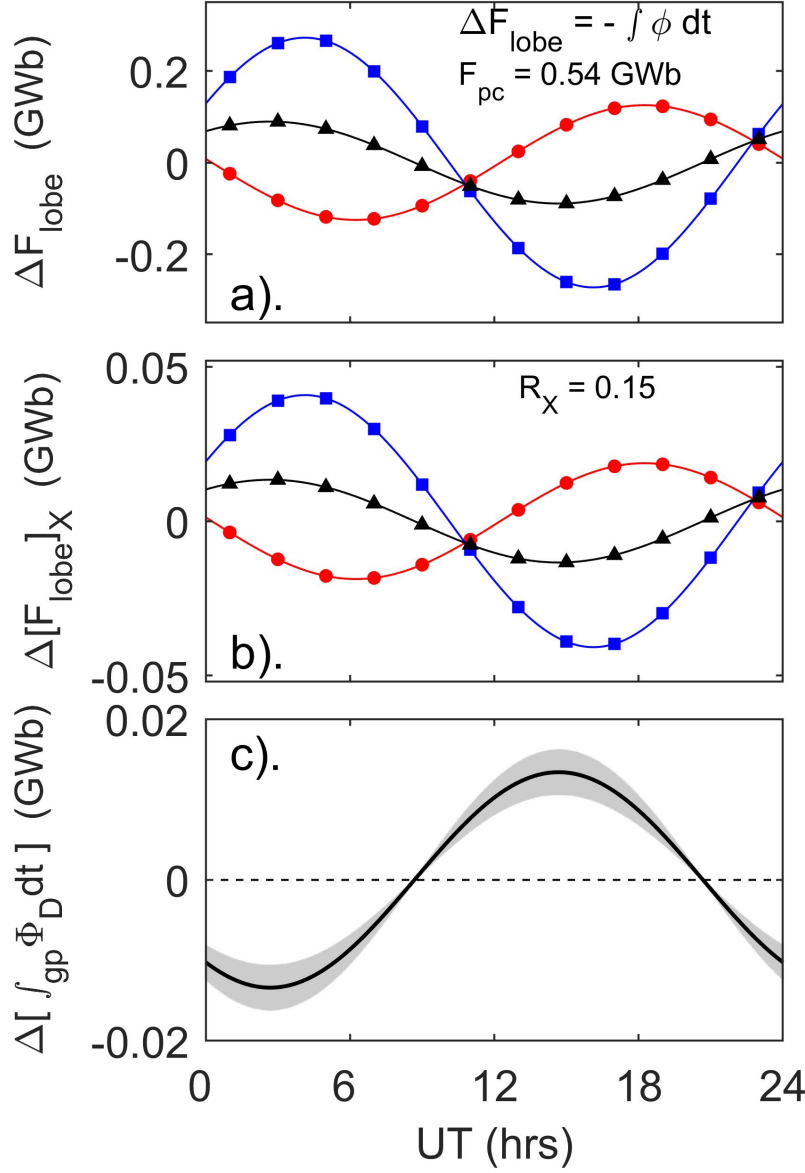 ΔF_lobe = - ∫ ϕ dt
F_pc = 0.54 GWb
ΔF_lobe (GWb)
0.2
0
-0.2
a).
R_X = 0.15
Δ[F_lobe]_X (GWb)
0.05
0
-0.05
b).
c).
Δ[ ∫_gp Φ_D dt ] (GWb)
0.02
0
-0.02
0 6 12 18 24
UT (hrs)